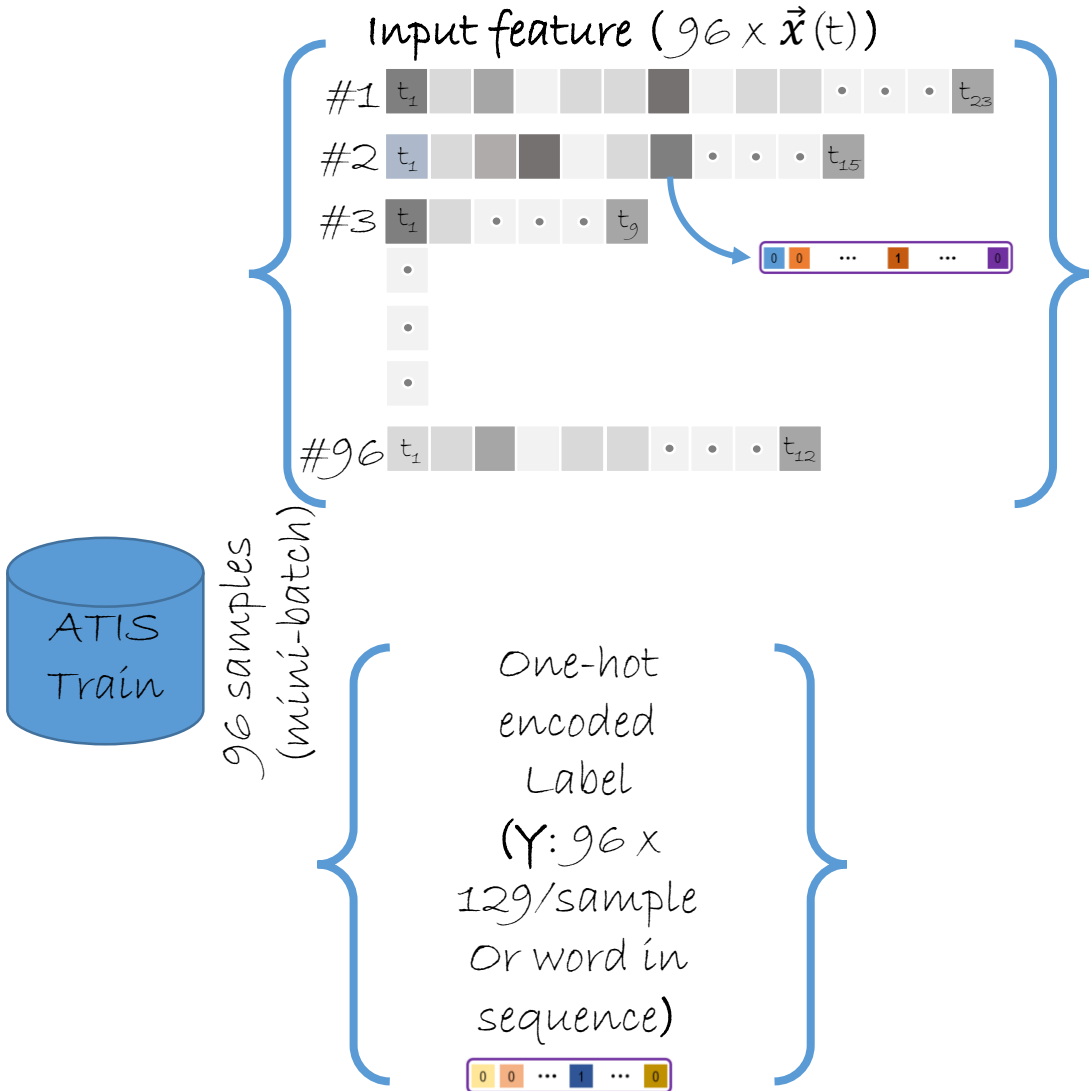 Input feature (96 x x⃗(t))
#1 t₁ • • • t₂₃
#2 t₁ • • • t₁₅
#3 t₁ • • • t₉
0 0 ... 1 ... 0
#96 t₁ • • • t₁₂
ATIS
Train
96 samples
(mini-batch)
One-hot
encoded
Label
(Y: 96 x
129/sample
Or word in
sequence)
0 0 ... 1 ... 0